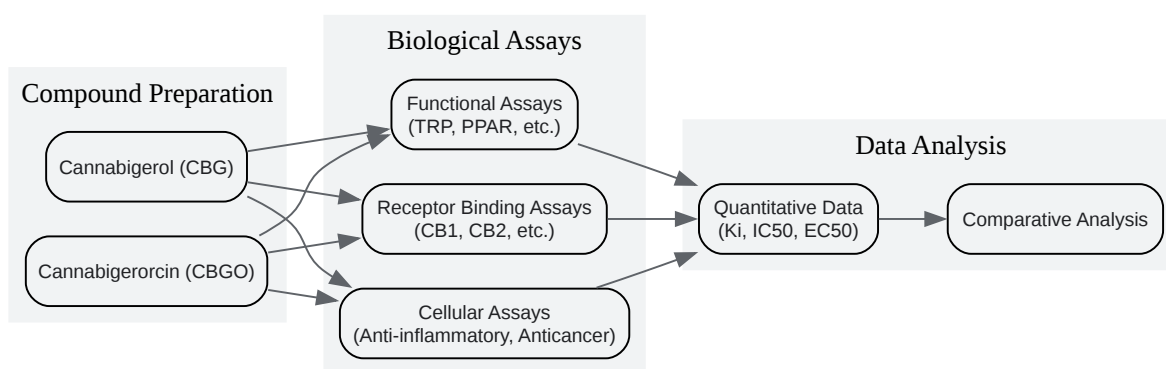 Compound Preparation
Cannabigerol (CBG)
Cannabigerorcin (CBGO)
Biological Assays
Functional Assays
(TRP, PPAR, etc.)
Receptor Binding Assays
(CB1, CB2, etc.)
Cellular Assays
(Anti-inflammatory, Anticancer)
Data Analysis
Quantitative Data
(Ki, IC50, EC50)
Comparative Analysis